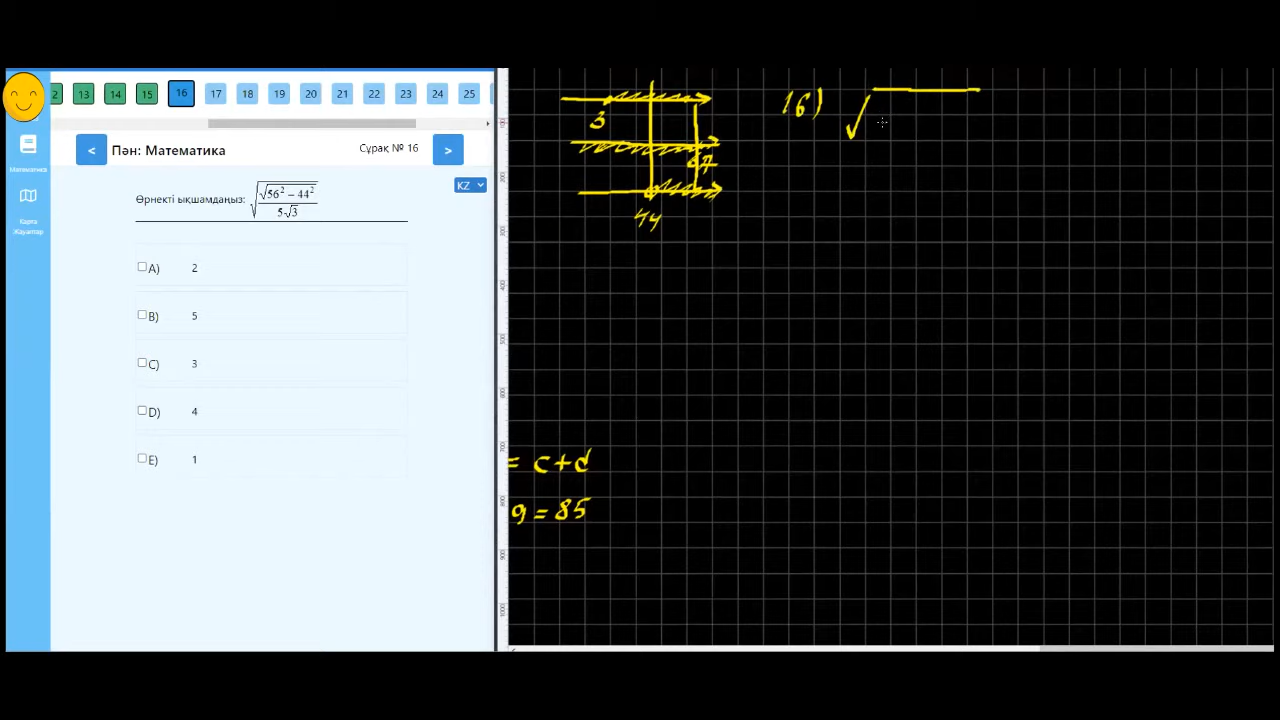 2 13 14 15 16 17 18 19 20 21 22 23 24 25
< Пән: Математика Сұрақ № 16 >
Математика
Карта
Жауаптар
KZ
Өрнекті ықшамдаңыз: √(√(56² − 44²) / 5√3)
A) 2
B) 5
C) 3
D) 4
E) 1
3
44
16) √
= c+d
9 = 85